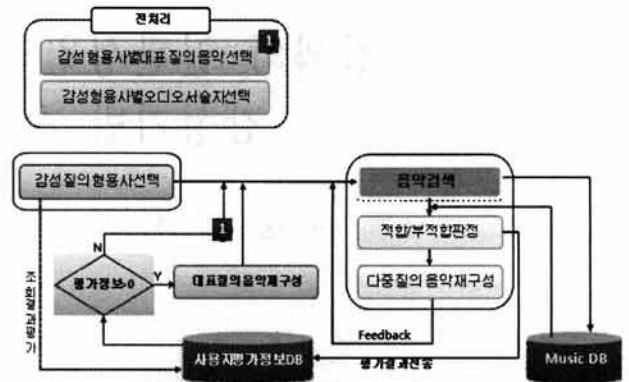 전처리
1
감성형용사별대표질의음악선택
감성형용사별오디오서술자선택
감성질의형용사선택
음악검색
1
적합/부적합판정
N
평가정보>0
Y
대표질의음악재구성
다중질의음악재구성
조회결과평가
Feedback
사용자평가정보DB
평가결과전송
Music DB